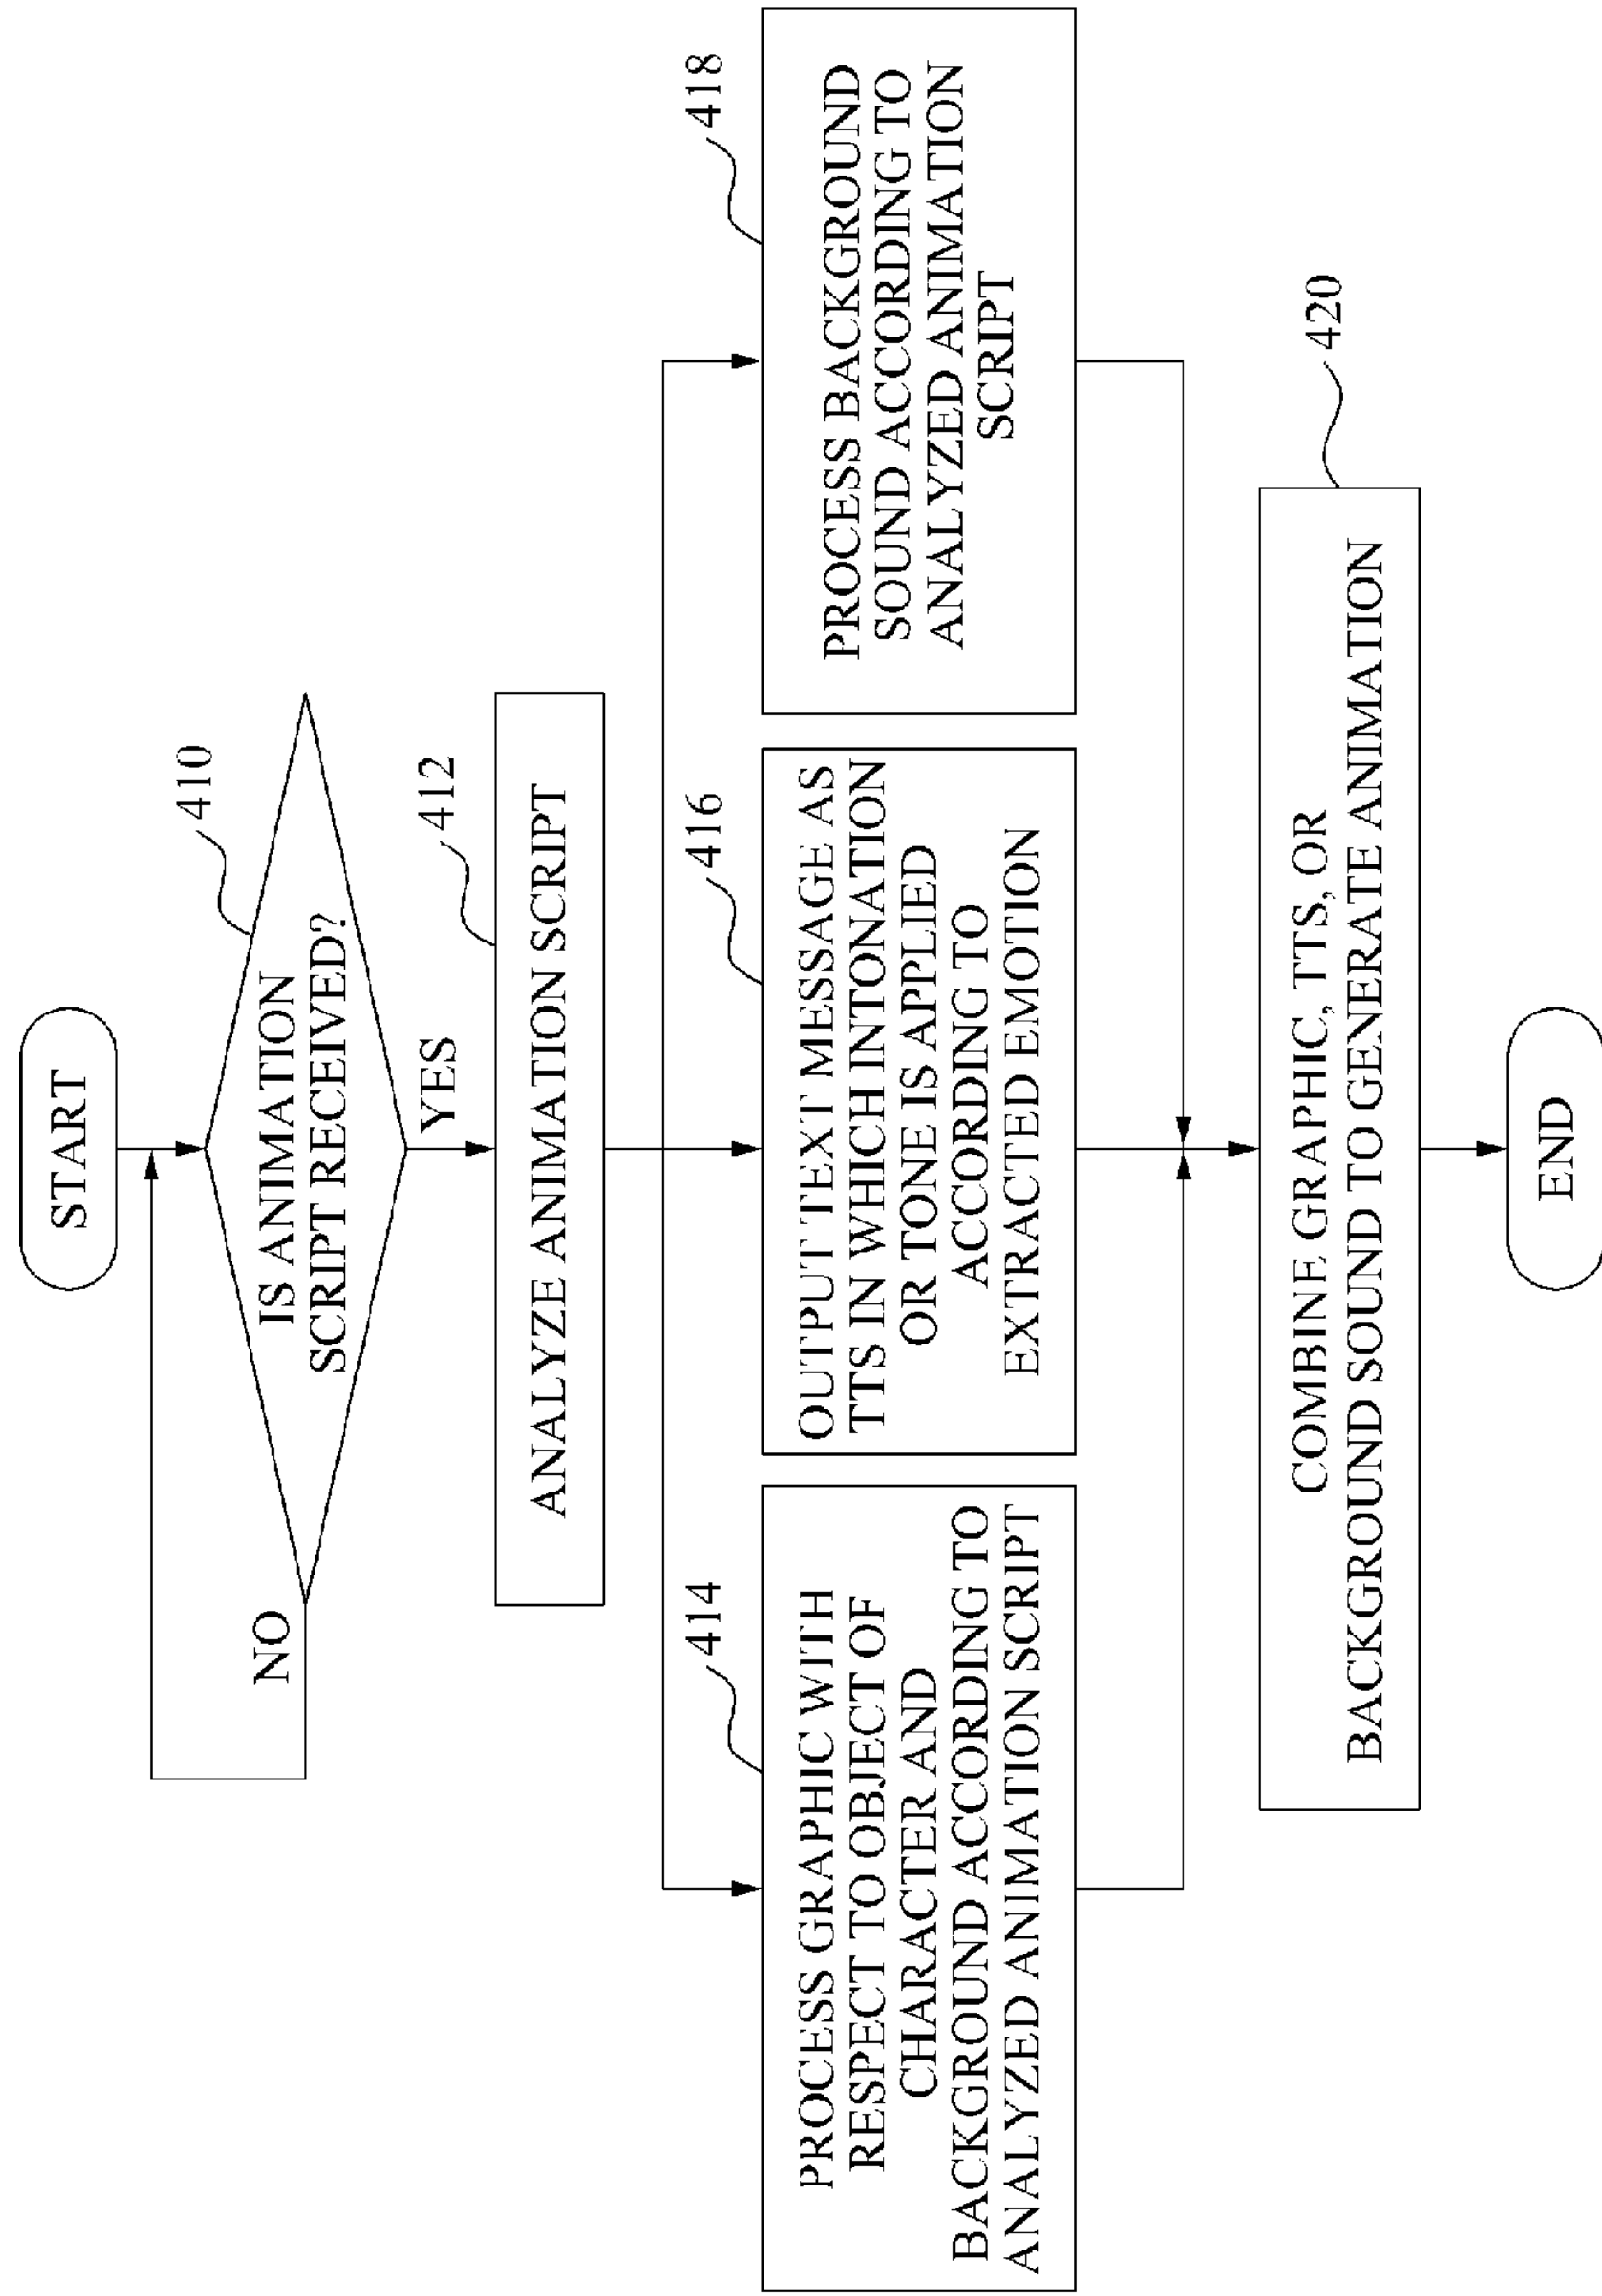 START
410
IS ANIMATION
SCRIPT RECEIVED?
NO
YES
412
ANALYZE ANIMATION SCRIPT
414
PROCESS GRAPHIC WITH
RESPECT TO OBJECT OF
CHARACTER AND
BACKGROUND ACCORDING TO
ANALYZED ANIMATION SCRIPT
416
OUTPUT TEXT MESSAGE AS
TTS IN WHICH INTONATION
OR TONE IS APPLIED
ACCORDING TO
EXTRACTED EMOTION
418
PROCESS BACKGROUND
SOUND ACCORDING TO
ANALYZED ANIMATION
SCRIPT
420
COMBINE GRAPHIC, TTS, OR
BACKGROUND SOUND TO GENERATE ANIMATION
END